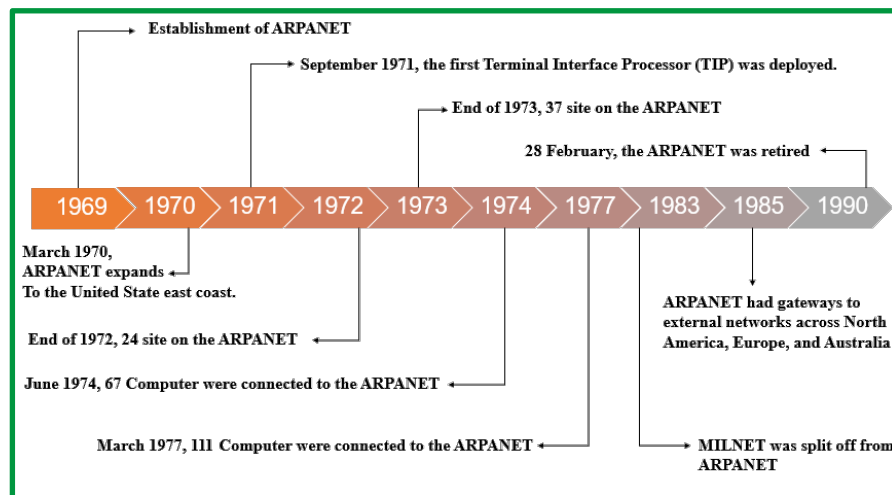 Establishment of ARPANET
September 1971, the first Terminal Interface Processor (TIP) was deployed.
End of 1973, 37 site on the ARPANET
28 February, the ARPANET was retired
1969
1970
1971
1972
1973
1974
1977
1983
1985
1990
March 1970,
ARPANET expands
To the United State east coast.
ARPANET had gateways to
external networks across North
America, Europe, and Australia
End of 1972, 24 site on the ARPANET
June 1974, 67 Computer were connected to the ARPANET
March 1977, 111 Computer were connected to the ARPANET
MILNET was split off from
ARPANET